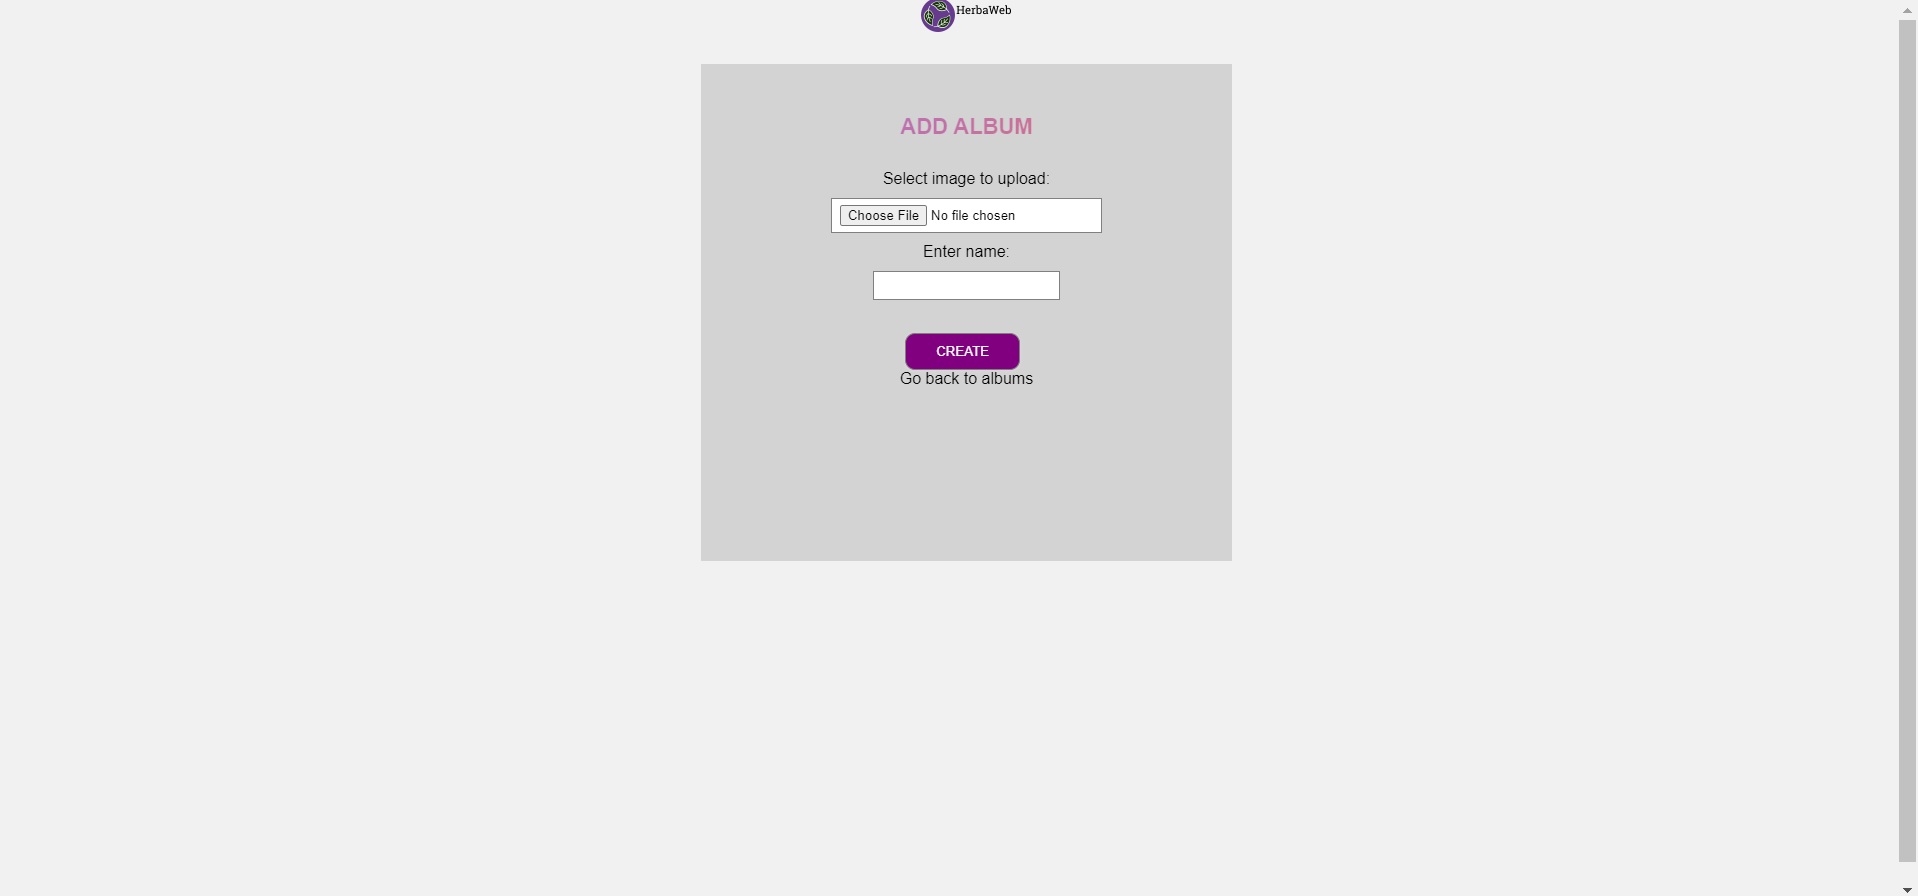 HerbaWeb
ADD ALBUM
Select image to upload:
Choose File No file chosen
Enter name:
CREATE
Go back to albums